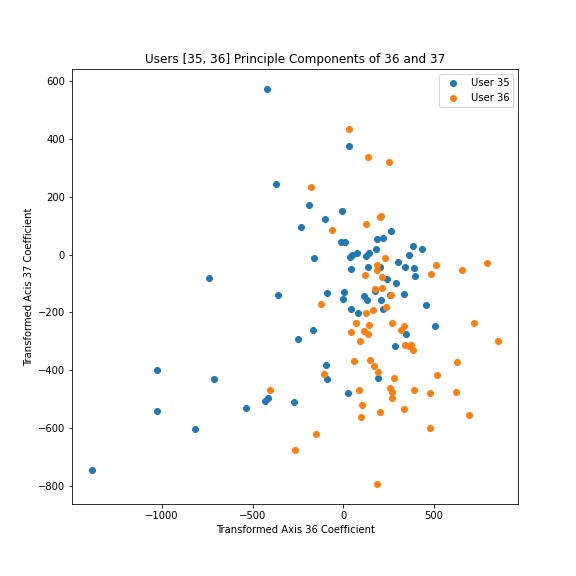 Users [35, 36] Principle Components of 36 and 37
User 35
User 36
600
400
200
0
−200
−400
−600
−800
Transformed Acis 37 Coefficient
−1000
−500
0
500
Transformed Axis 36 Coefficient